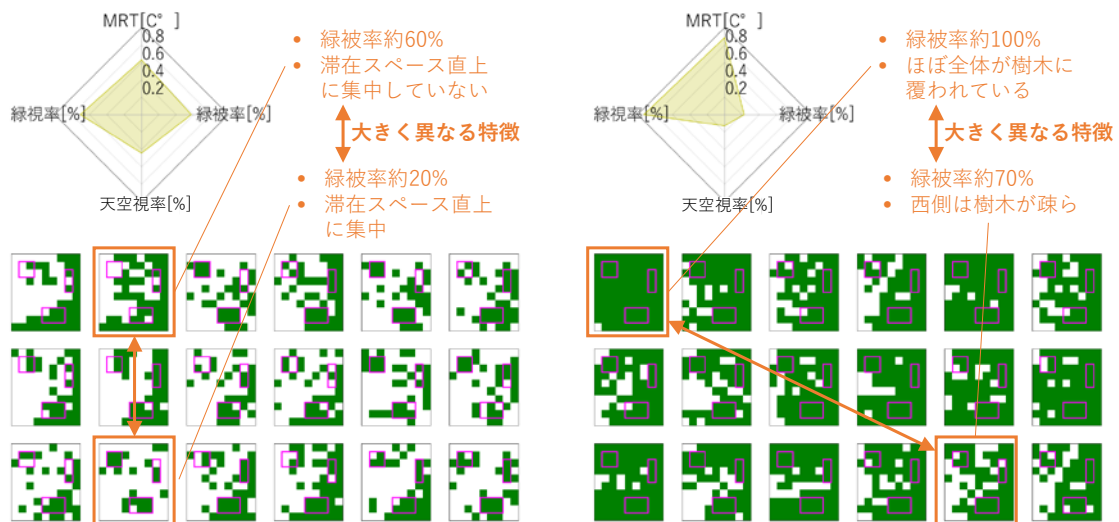 MRT[C°]
0.8
0.6
0.4
0.2
緑視率[%]
緑被率[%]
天空視率[%]
• 緑被率約60%
• 滞在スペース直上
に集中していない
大きく異なる特徴
• 緑被率約20%
• 滞在スペース直上
に集中
MRT[C°]
0.8
0.6
0.4
0.2
緑視率[%]
緑被率[%]
天空視率[%]
• 緑被率約100%
• ほぼ全体が樹木に
覆われている
大きく異なる特徴
• 緑被率約70%
• 西側は樹木が疎ら